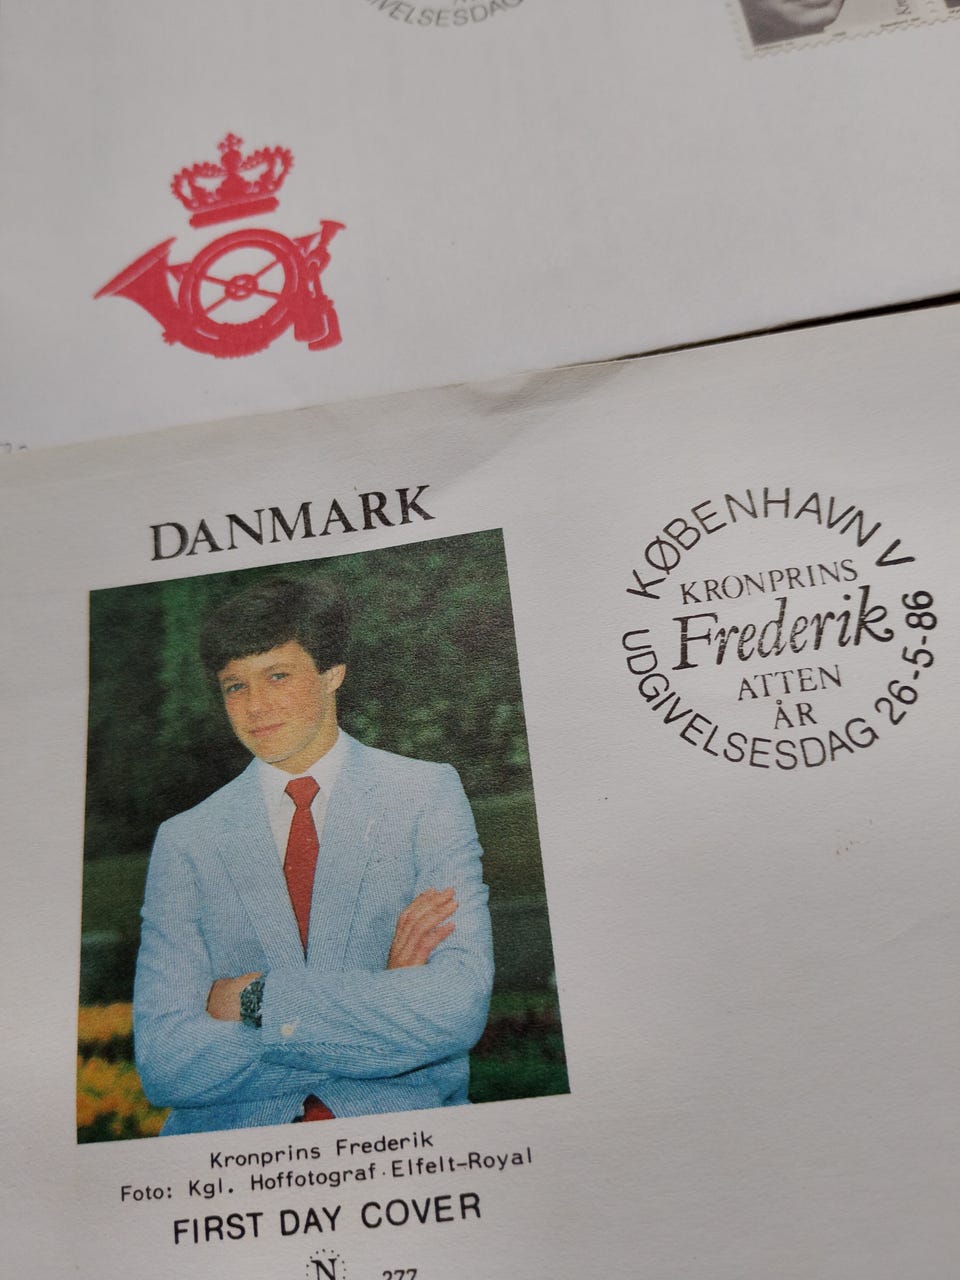 UDGIVELSESDAG
DANMARK
KØBENHAVN V
KRONPRINS
Frederik
ATTEN
ÅR
UDGIVELSESDAG 26-5-86
Kronprins Frederik
Foto: Kgl. Hoffotograf Elfelt-Royal
FIRST DAY COVER
N 277